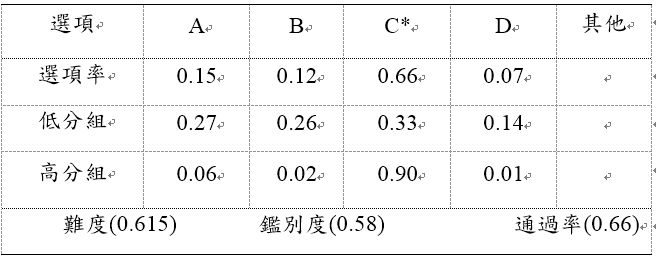 選項 A B C* D 其他
選項率 0.15 0.12 0.66 0.07
低分組 0.27 0.26 0.33 0.14
高分組 0.06 0.02 0.90 0.01
難度(0.615) 鑑別度(0.58) 通過率(0.66)